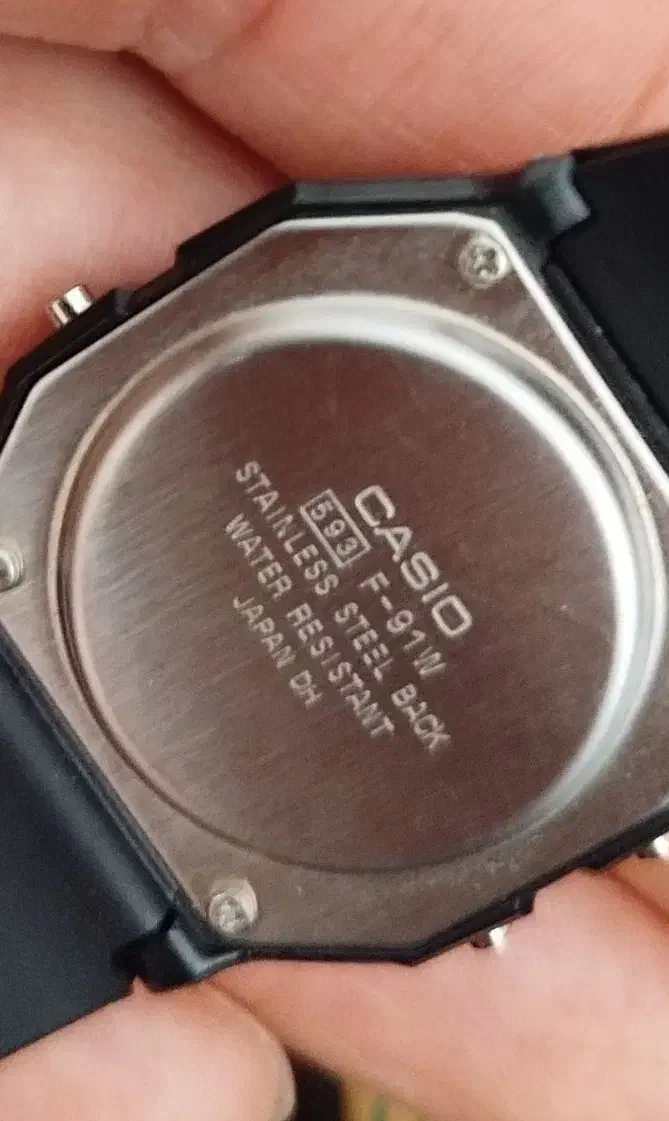 CASIO
593 F-91W
STAINLESS STEEL BACK
WATER RESISTANT
JAPAN DH